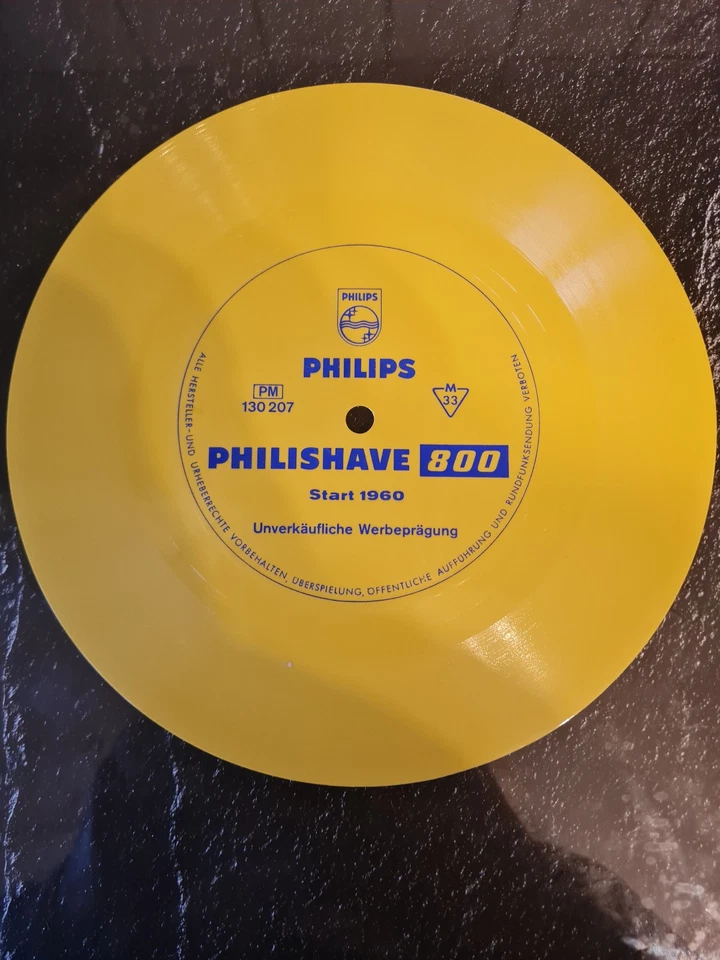 PHILIPS
PHILIPS
PM
130 207
M
33
PHILISHAVE 800
Start 1960
Unverkäufliche Werbeprägung
ALLE HERSTELLER- UND URHEBERRECHTE VORBEHALTEN, ÜBERSPIELUNG, ÖFFENTLICHE AUFFÜHRUNG UND RUNDFUNKSENDUNG VERBOTEN